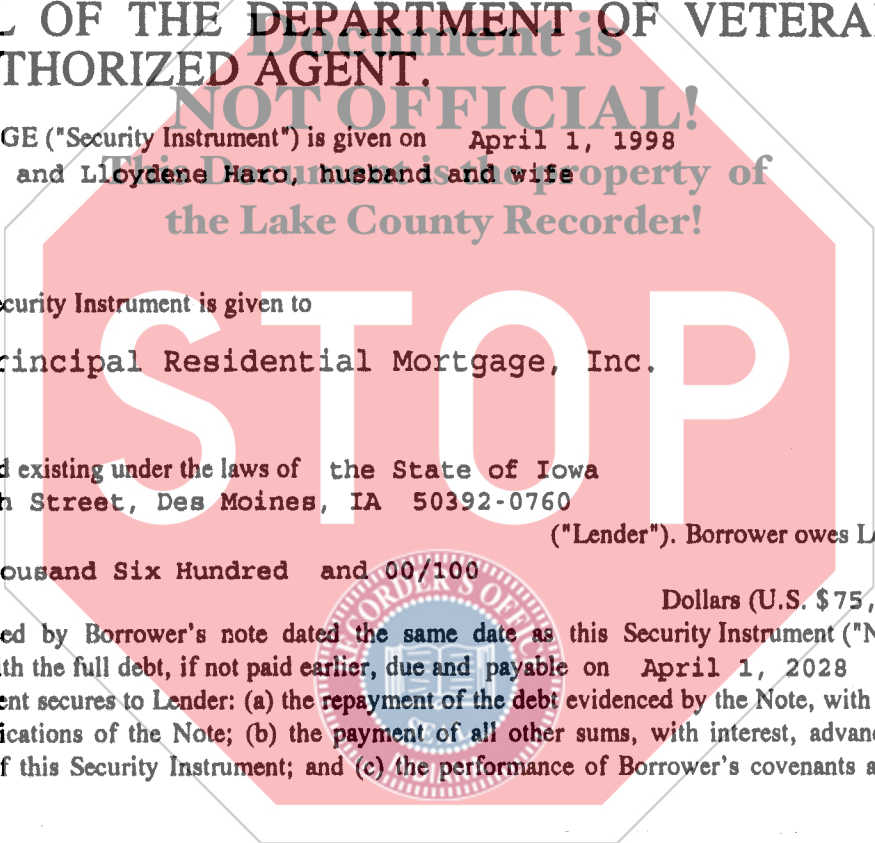 OF THE DEPARTMENT OF VETERA
THORIZED AGENT.
Document is
NOT OFFICIAL!
GE ("Security Instrument") is given on April 1, 1998
This Document is the property of
and Lloydene Haro, husband and wife
the Lake County Recorder!
ecurity Instrument is given to
rincipal Residential Mortgage, Inc.
STOP
d existing under the laws of the State of Iowa
h Street, Des Moines, IA 50392-0760
("Lender"). Borrower owes L
ousand Six Hundred and 00/100
Dollars (U.S. $75,
ed by Borrower's note dated the same date as this Security Instrument ("N
ith the full debt, if not paid earlier, due and payable on April 1, 2028
ent secures to Lender: (a) the repayment of the debt evidenced by the Note, with
ications of the Note; (b) the payment of all other sums, with interest, advan
f this Security Instrument; and (c) the performance of Borrower's covenants a
SEAL